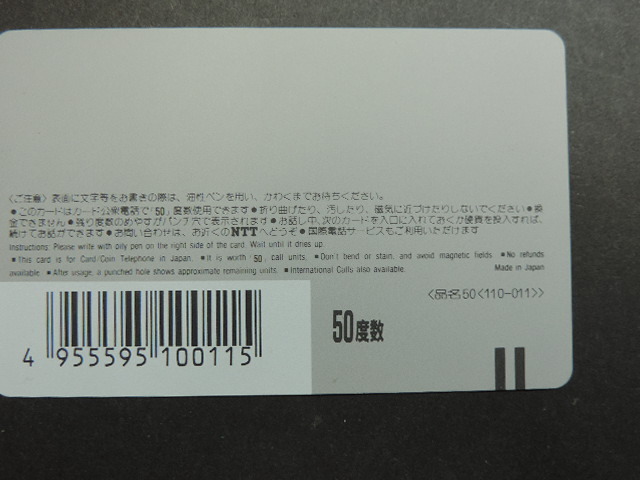 〈ご注意〉表面に文字等をお書きの際は、油性ペンを用い、かわくまでお待ちください。
●このカードはカード公衆電話で「50」度数使用できます●折り曲げたり、汚したり、磁気に近づけたりしないでください●換
金できません●残り度数のめやすがパンチ穴で表示されます●お話し中、次のカードを入口に入れておくか硬貨を投入すれば、
続けてお話ができます●お問い合わせは、お近くのNTTへどうぞ●国際電話サービスもご利用いただけます
Instructions: Please write with oily pen on the right side of the card. Wait until it dries up.
■This card is for Card/Coin Telephone in Japan. ■It is worth「50」call units. ■Don't bend or stain, and avoid magnetic fields ■No refunds
available. ■After usage, a punched hole shows approximate remaining units. ■International Calls also available. Made in Japan
〈品名50〈110-011〉〉
50度数
4 955595 100115